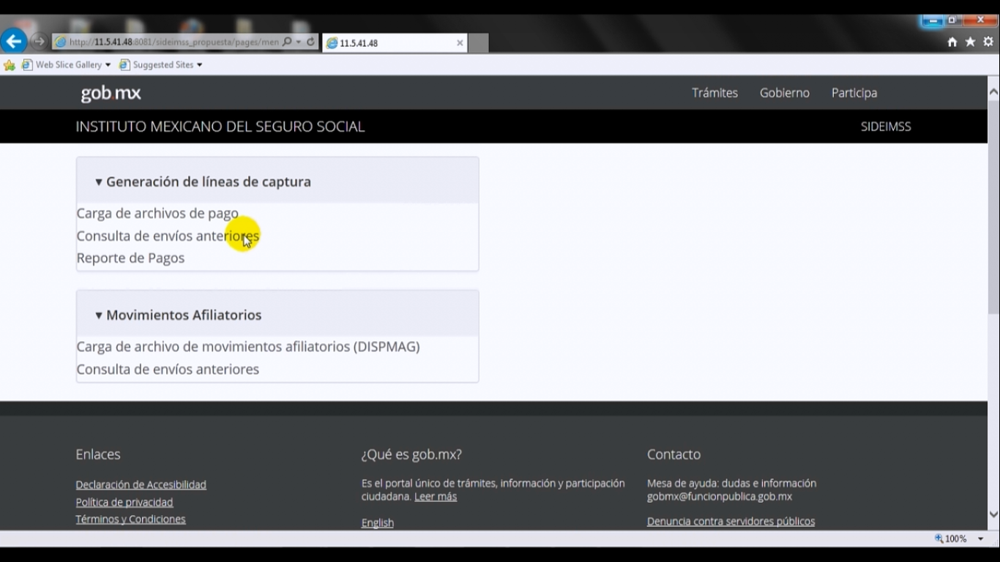 http://11.5.41.48:8081/sideimss_propuesta/pages/men
11.5.41.48
Web Slice Gallery
Suggested Sites
gob.mx
Trámites Gobierno Participa
INSTITUTO MEXICANO DEL SEGURO SOCIAL
SIDEIMSS
Generación de líneas de captura
Carga de archivos de pago
Consulta de envíos anteriores
Reporte de Pagos
Movimientos Afiliatorios
Carga de archivo de movimientos afiliatorios (DISPMAG)
Consulta de envíos anteriores
Enlaces
Declaración de Accesibilidad
Política de privacidad
Términos y Condiciones
¿Qué es gob.mx?
Es el portal único de trámites, información y participación
ciudadana. Leer más
English
Contacto
Mesa de ayuda: dudas e información
gobmx@funcionpublica.gob.mx
Denuncia contra servidores públicos
100%